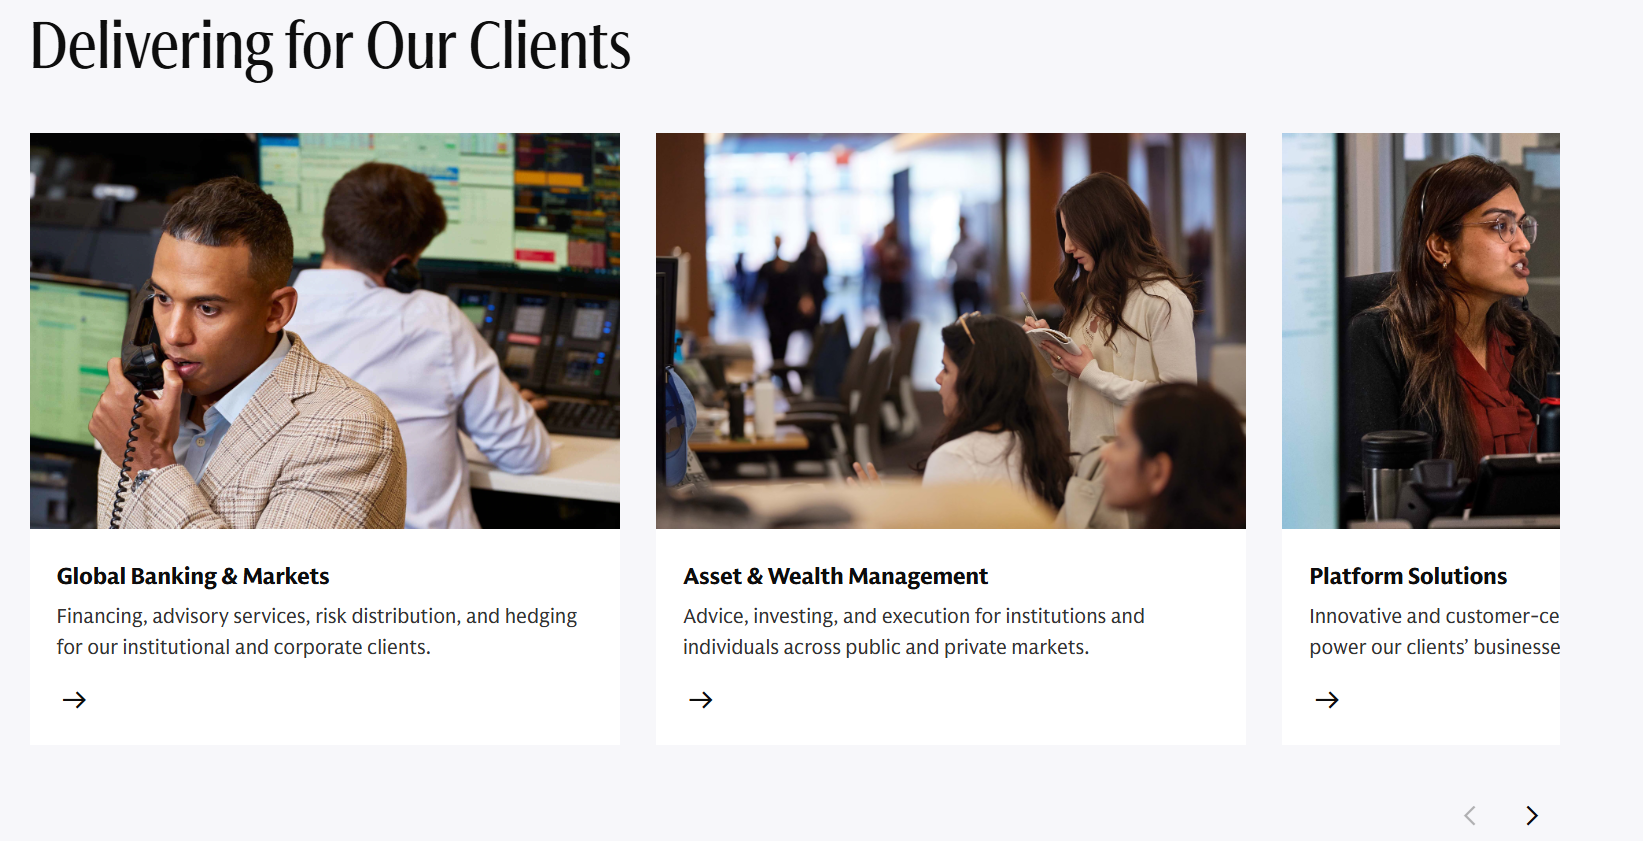 Delivering for Our Clients
Global Banking & Markets
Financing, advisory services, risk distribution, and hedging
for our institutional and corporate clients.
Asset & Wealth Management
Advice, investing, and execution for institutions and
individuals across public and private markets.
Platform Solutions
Innovative and customer-ce
power our clients’ businesse